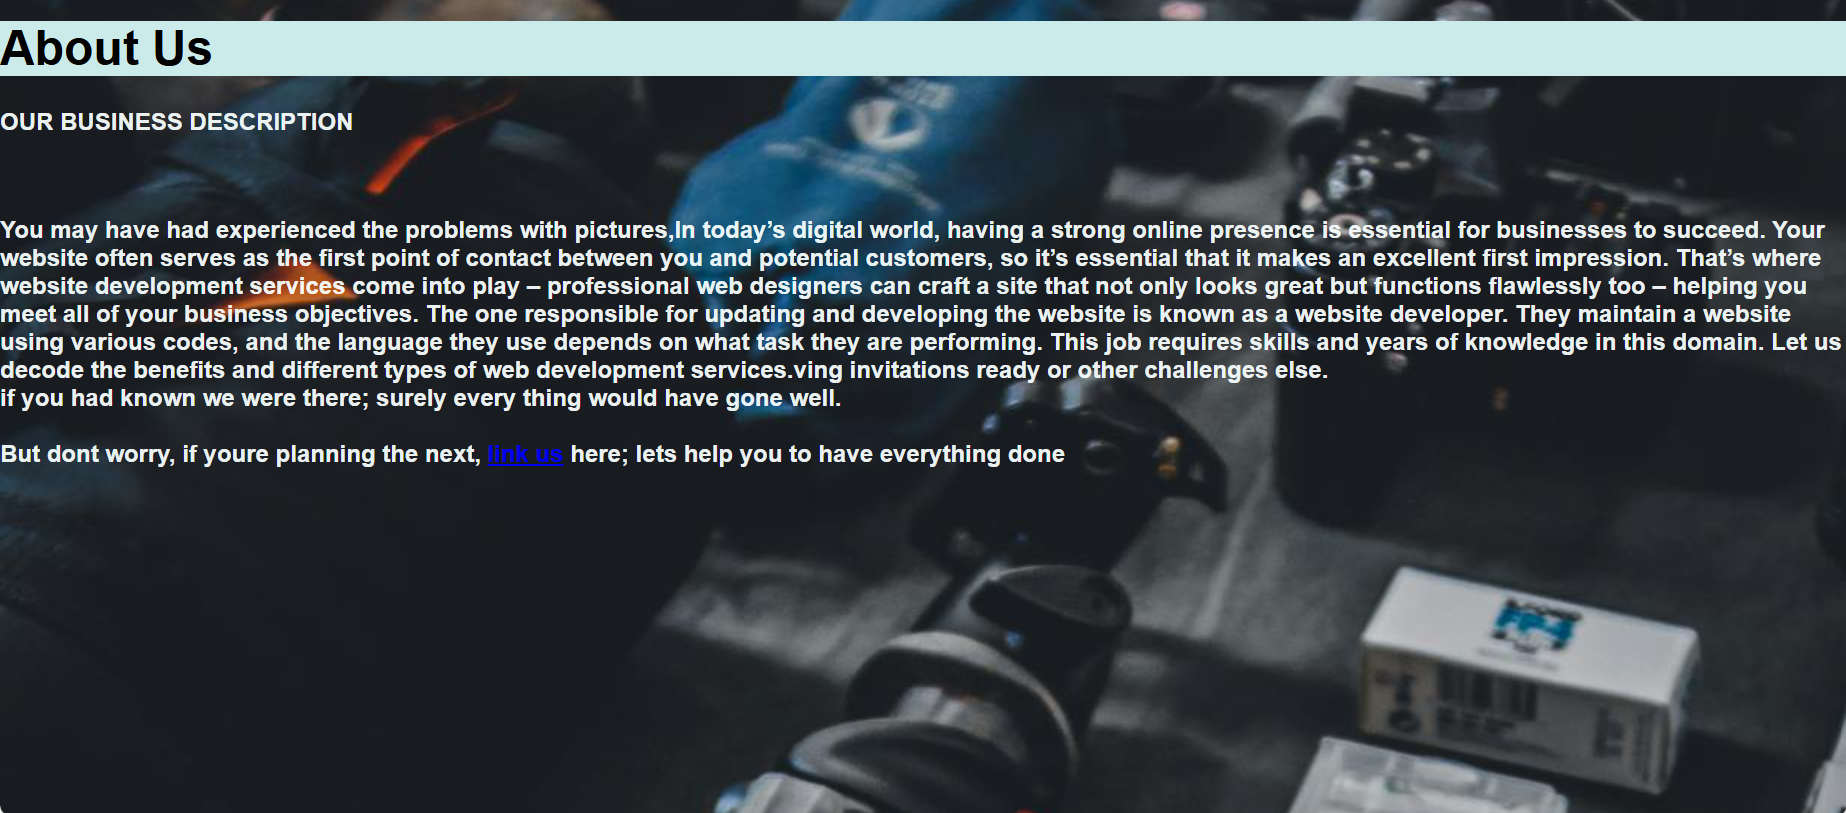 About Us
OUR BUSINESS DESCRIPTION
You may have had experienced the problems with pictures,In today’s digital world, having a strong online presence is essential for businesses to succeed. Your
website often serves as the first point of contact between you and potential customers, so it’s essential that it makes an excellent first impression. That’s where
website development services come into play – professional web designers can craft a site that not only looks great but functions flawlessly too – helping you
meet all of your business objectives. The one responsible for updating and developing the website is known as a website developer. They maintain a website
using various codes, and the language they use depends on what task they are performing. This job requires skills and years of knowledge in this domain. Let us
decode the benefits and different types of web development services.ving invitations ready or other challenges else.
if you had known we were there; surely every thing would have gone well.
But dont worry, if youre planning the next, link us here; lets help you to have everything done